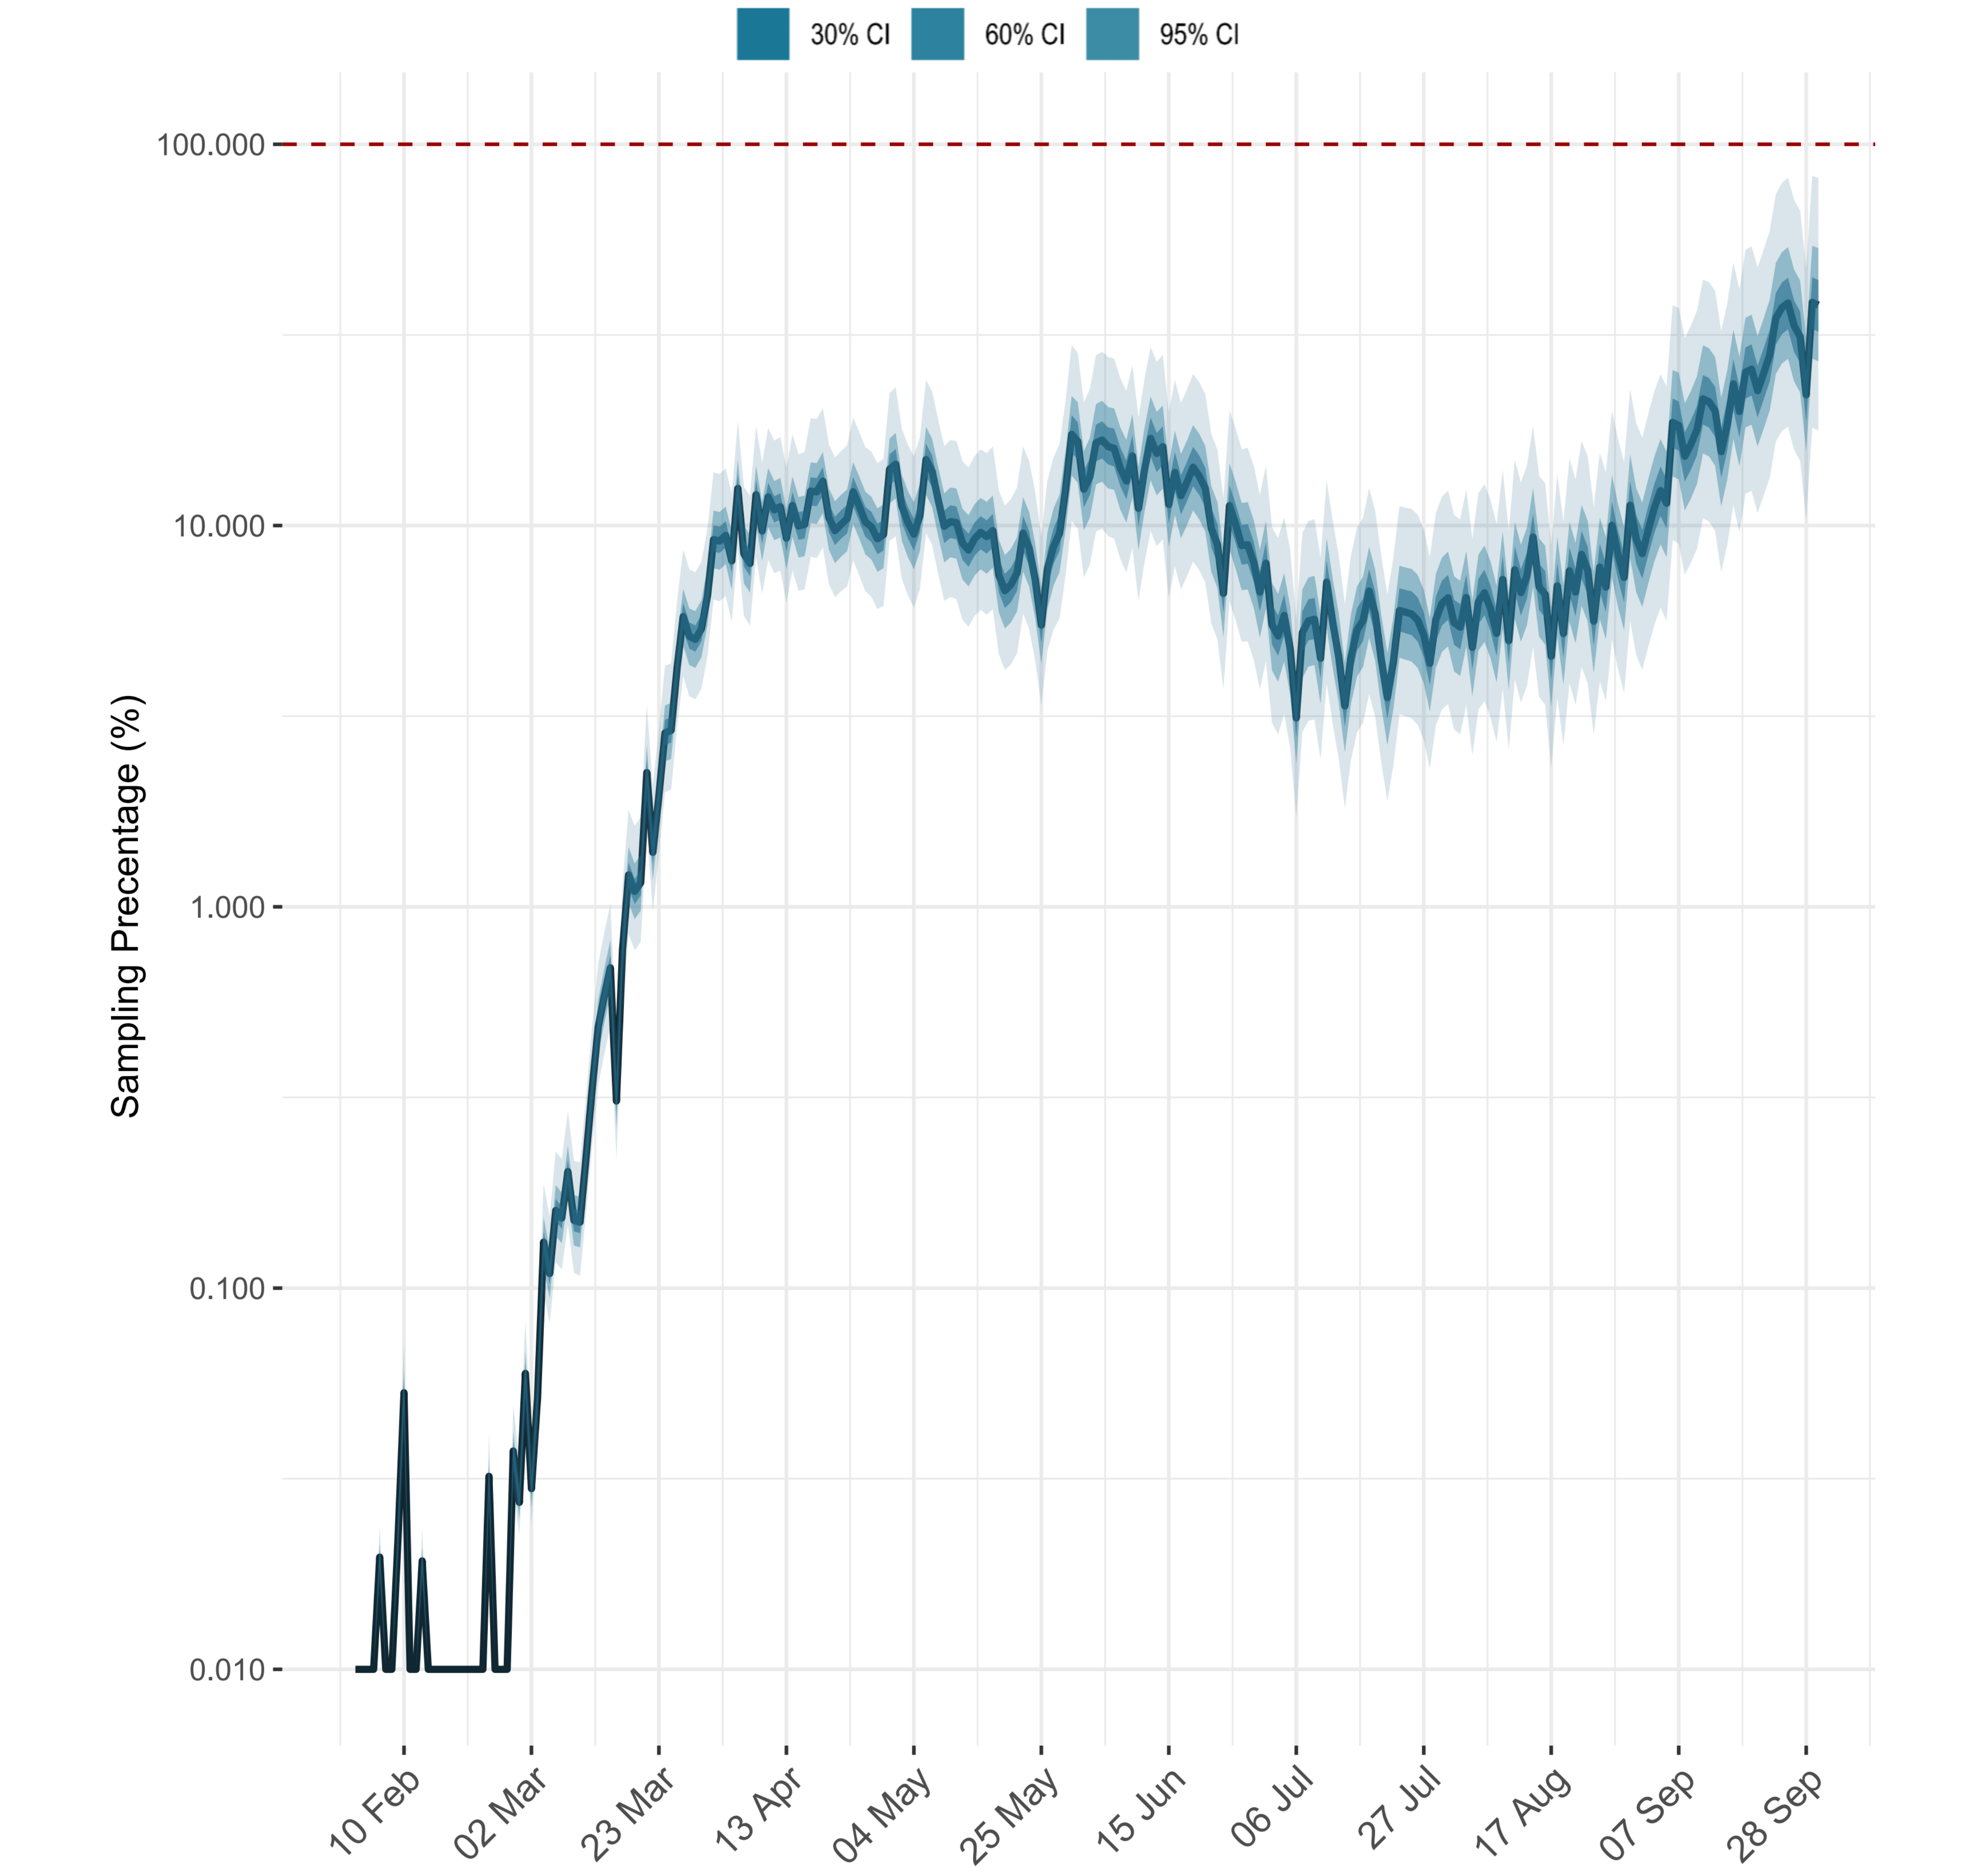 30% CI 60% CI 95% CI
100.000
10.000
1.000
0.100
0.010
Sampling Precentage (%)
10 Feb 02 Mar 23 Mar 13 Apr 04 May 25 May 15 Jun 06 Jul 27 Jul 17 Aug 07 Sep 28 Sep